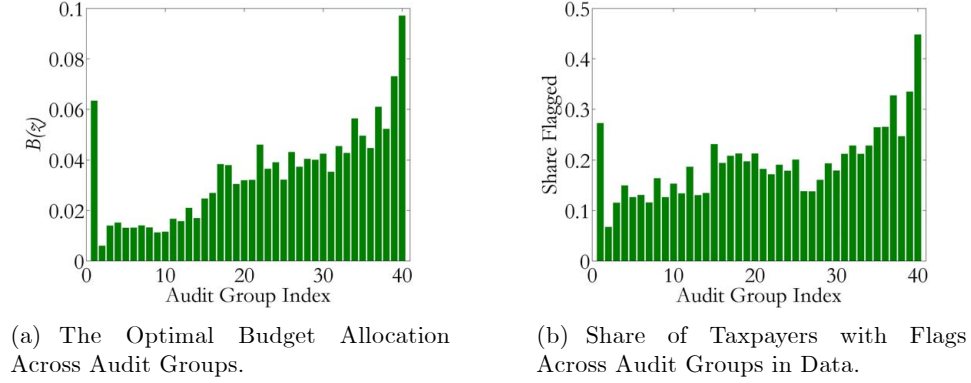 0.1
0.08
0.06
0.04
0.02
0
B(z)
0 10 20 30 40
Audit Group Index
(a) The Optimal Budget Allocation
Across Audit Groups.
0.5
0.4
0.3
0.2
0.1
0
Share Flagged
0 10 20 30 40
Audit Group Index
(b) Share of Taxpayers with Flags
Across Audit Groups in Data.